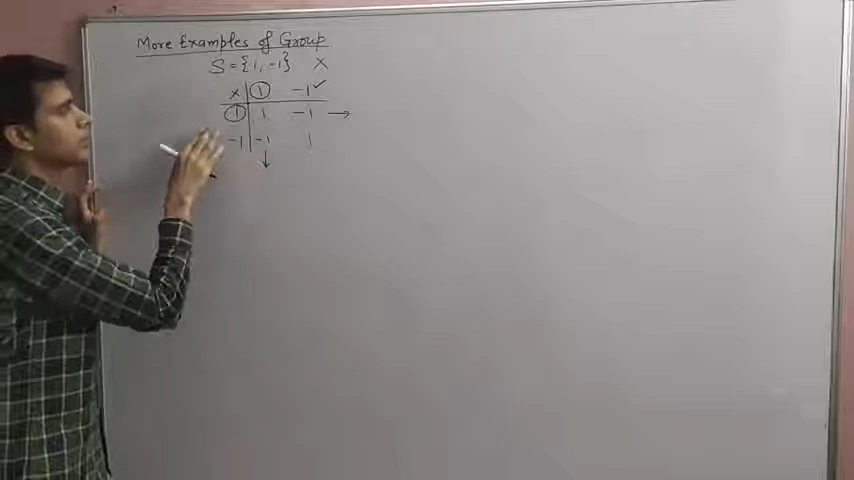 More Examples of Group
S = {1, -1} ×
× | 1 -1 ✓
1 | 1 -1 →
-1 | -1 1
↓